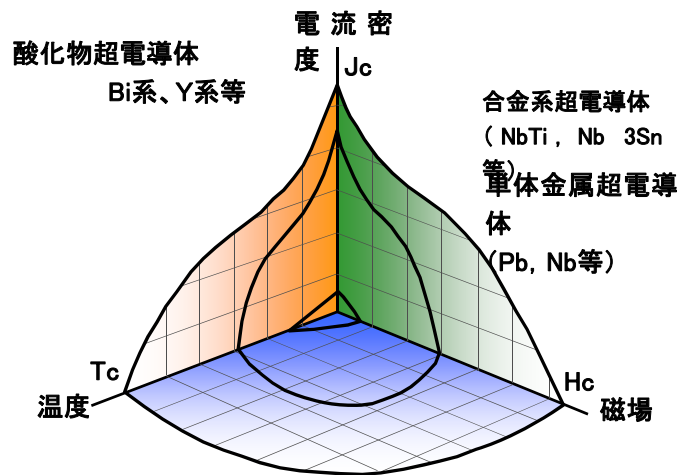 電流密
度
Jc
酸化物超電導体
Bi系、Y系等
合金系超電導体
( NbTi , Nb 3Sn
等)
単体金属超電導
体
(Pb, Nb等)
Tc
温度
Hc
磁場